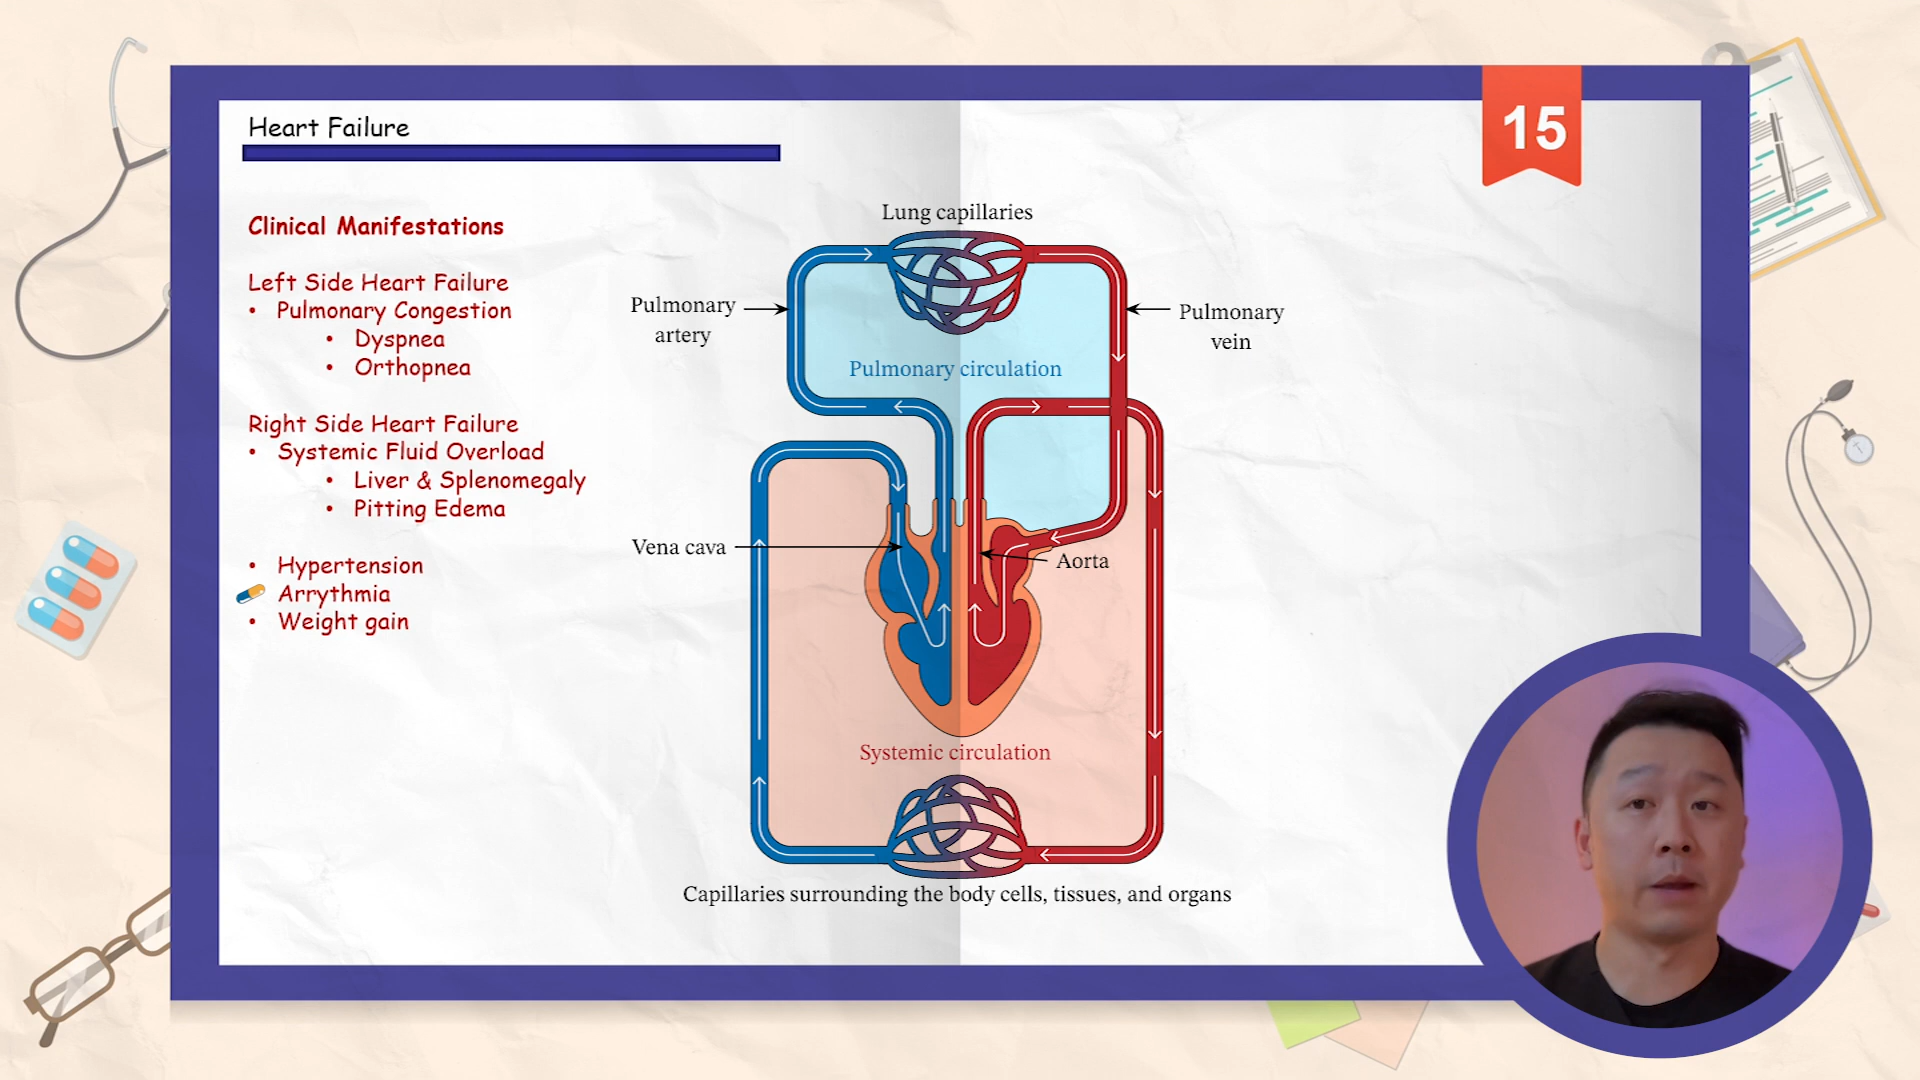 Heart Failure
15
Clinical Manifestations
Left Side Heart Failure
• Pulmonary Congestion
• Dyspnea
• Orthopnea
Right Side Heart Failure
• Systemic Fluid Overload
• Liver & Splenomegaly
• Pitting Edema
• Hypertension
Arrythmia
• Weight gain
Lung capillaries
Pulmonary
artery
Pulmonary
vein
Pulmonary circulation
Vena cava
Aorta
Systemic circulation
Capillaries surrounding the body cells, tissues, and organs